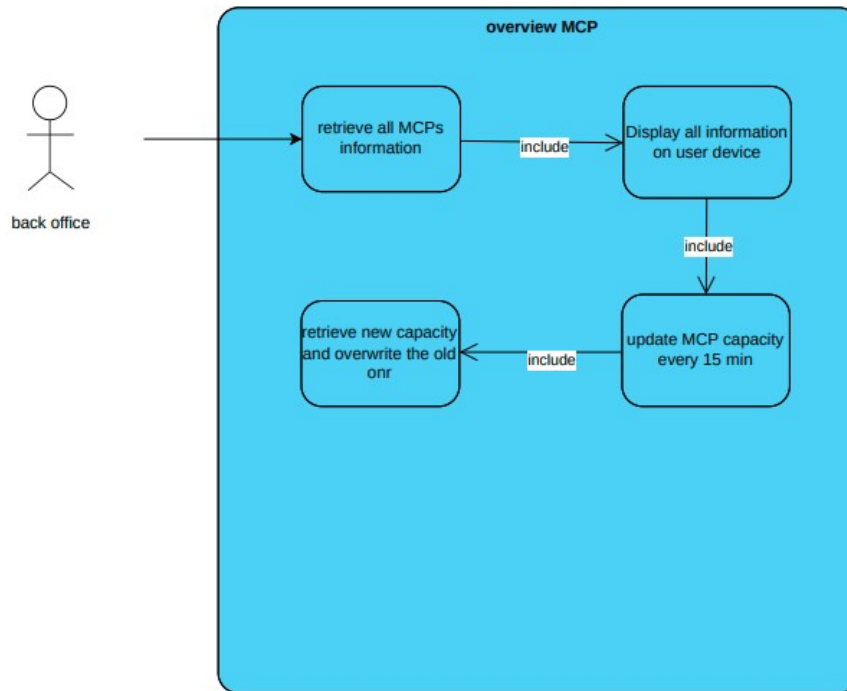 overview MCP
retrieve all MCPs
information
include
Display all information
on user device
back office
include
retrieve new capacity
and overwrite the old
onr
include
update MCP capacity
every 15 min